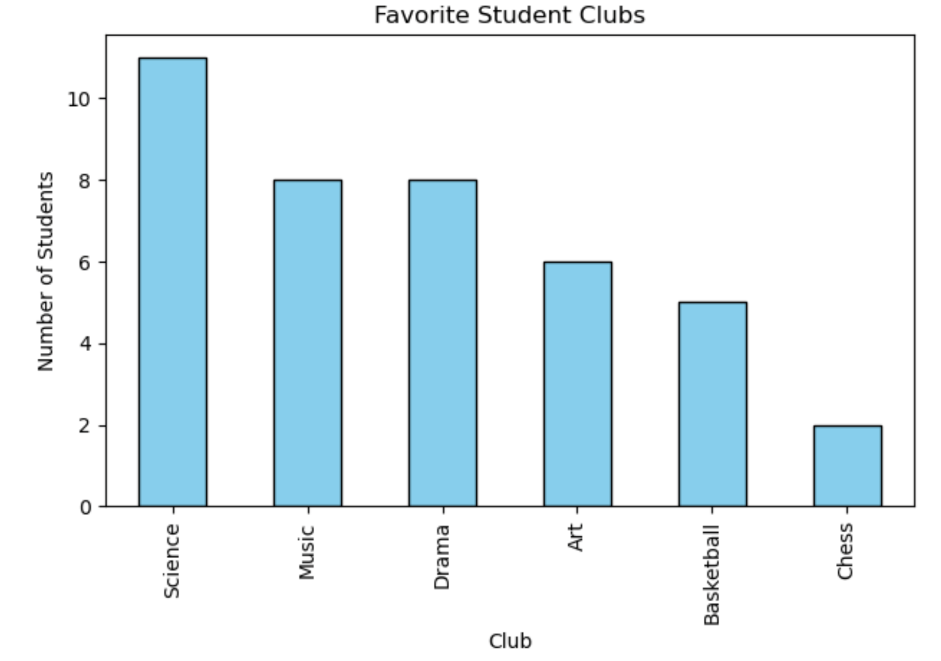 Favorite Student Clubs
Number of Students
10
8
6
4
2
0
Science
Music
Drama
Art
Basketball
Chess
Club